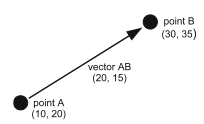 point B
(30, 35)
vector AB
(20, 15)
point A
(10, 20)